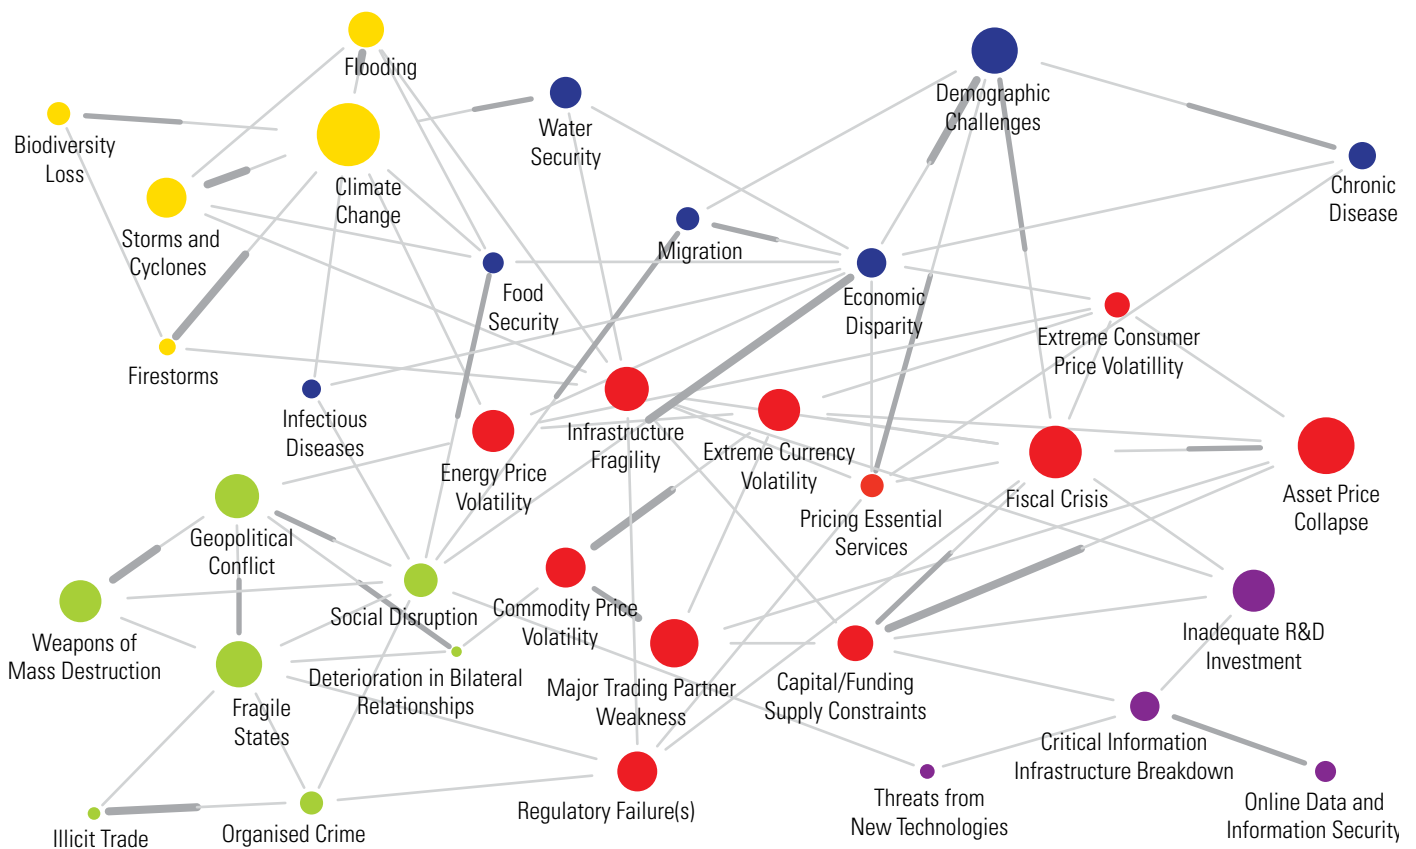 Flooding
Biodiversity
Loss
Water
Security
Demographic
Challenges
Climate
Change
Chronic
Disease
Storms and
Cyclones
Migration
Food
Security
Economic
Disparity
Extreme Consumer
Price Volatillity
Firestorms
Infectious
Diseases
Energy Price
Volatility
Infrastructure
Fragility
Extreme Currency
Volatility
Pricing Essential
Services
Fiscal Crisis
Asset Price
Collapse
Geopolitical
Conflict
Social Disruption
Commodity Price
Volatility
Weapons of
Mass Destruction
Inadequate R&D
Investment
Deterioration in Bilateral
Relationships
Major Trading Partner
Weakness
Capital/Funding
Supply Constraints
Fragile
States
Critical Information
Infrastructure Breakdown
Regulatory Failure(s)
Threats from
New Technologies
Online Data and
Information Security
Illicit Trade
Organised Crime